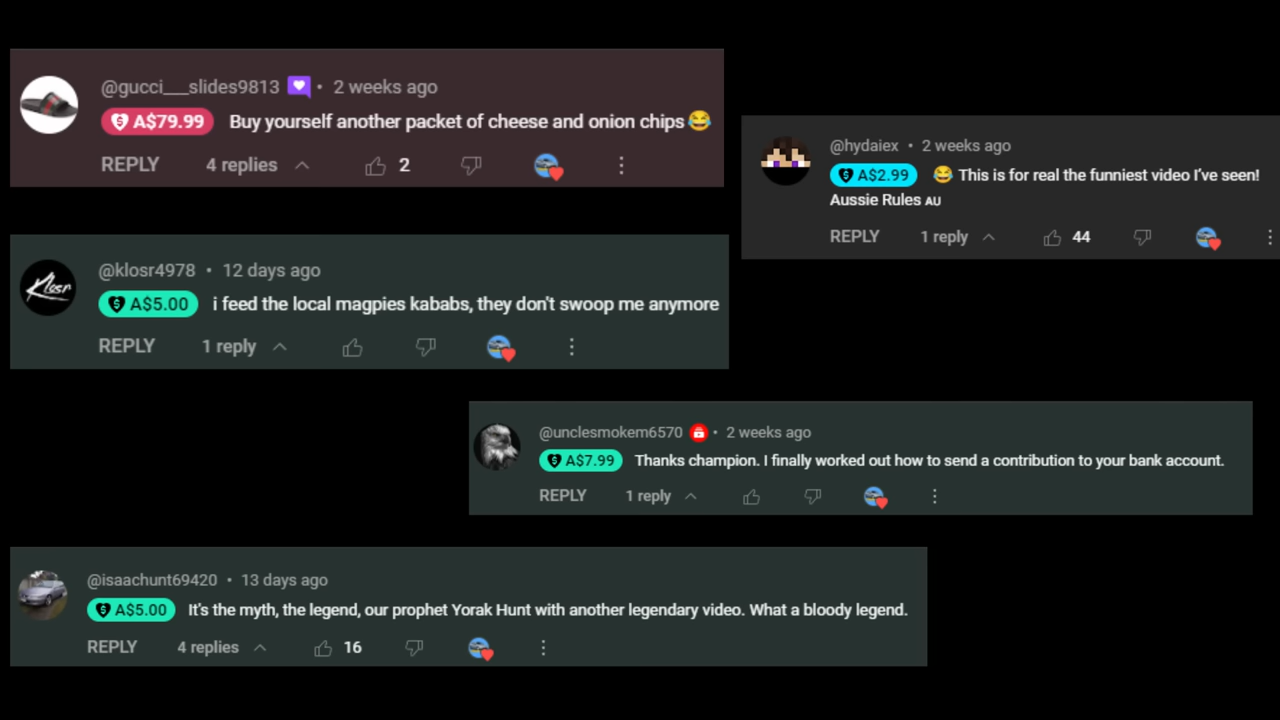 @gucci___slides9813 • 2 weeks ago
A$79.99 Buy yourself another packet of cheese and onion chips 😂
REPLY 4 replies 2
@hydaiex • 2 weeks ago
A$2.99 😂 This is for real the funniest video I've seen!
Aussie Rules AU
REPLY 1 reply 44
@klosr4978 • 12 days ago
Klosr
A$5.00 i feed the local magpies kababs, they don't swoop me anymore
REPLY 1 reply
@unclesmokem6570 • 2 weeks ago
A$7.99 Thanks champion. I finally worked out how to send a contribution to your bank account.
REPLY 1 reply
@isaachunt69420 • 13 days ago
A$5.00 It's the myth, the legend, our prophet Yorak Hunt with another legendary video. What a bloody legend.
REPLY 4 replies 16